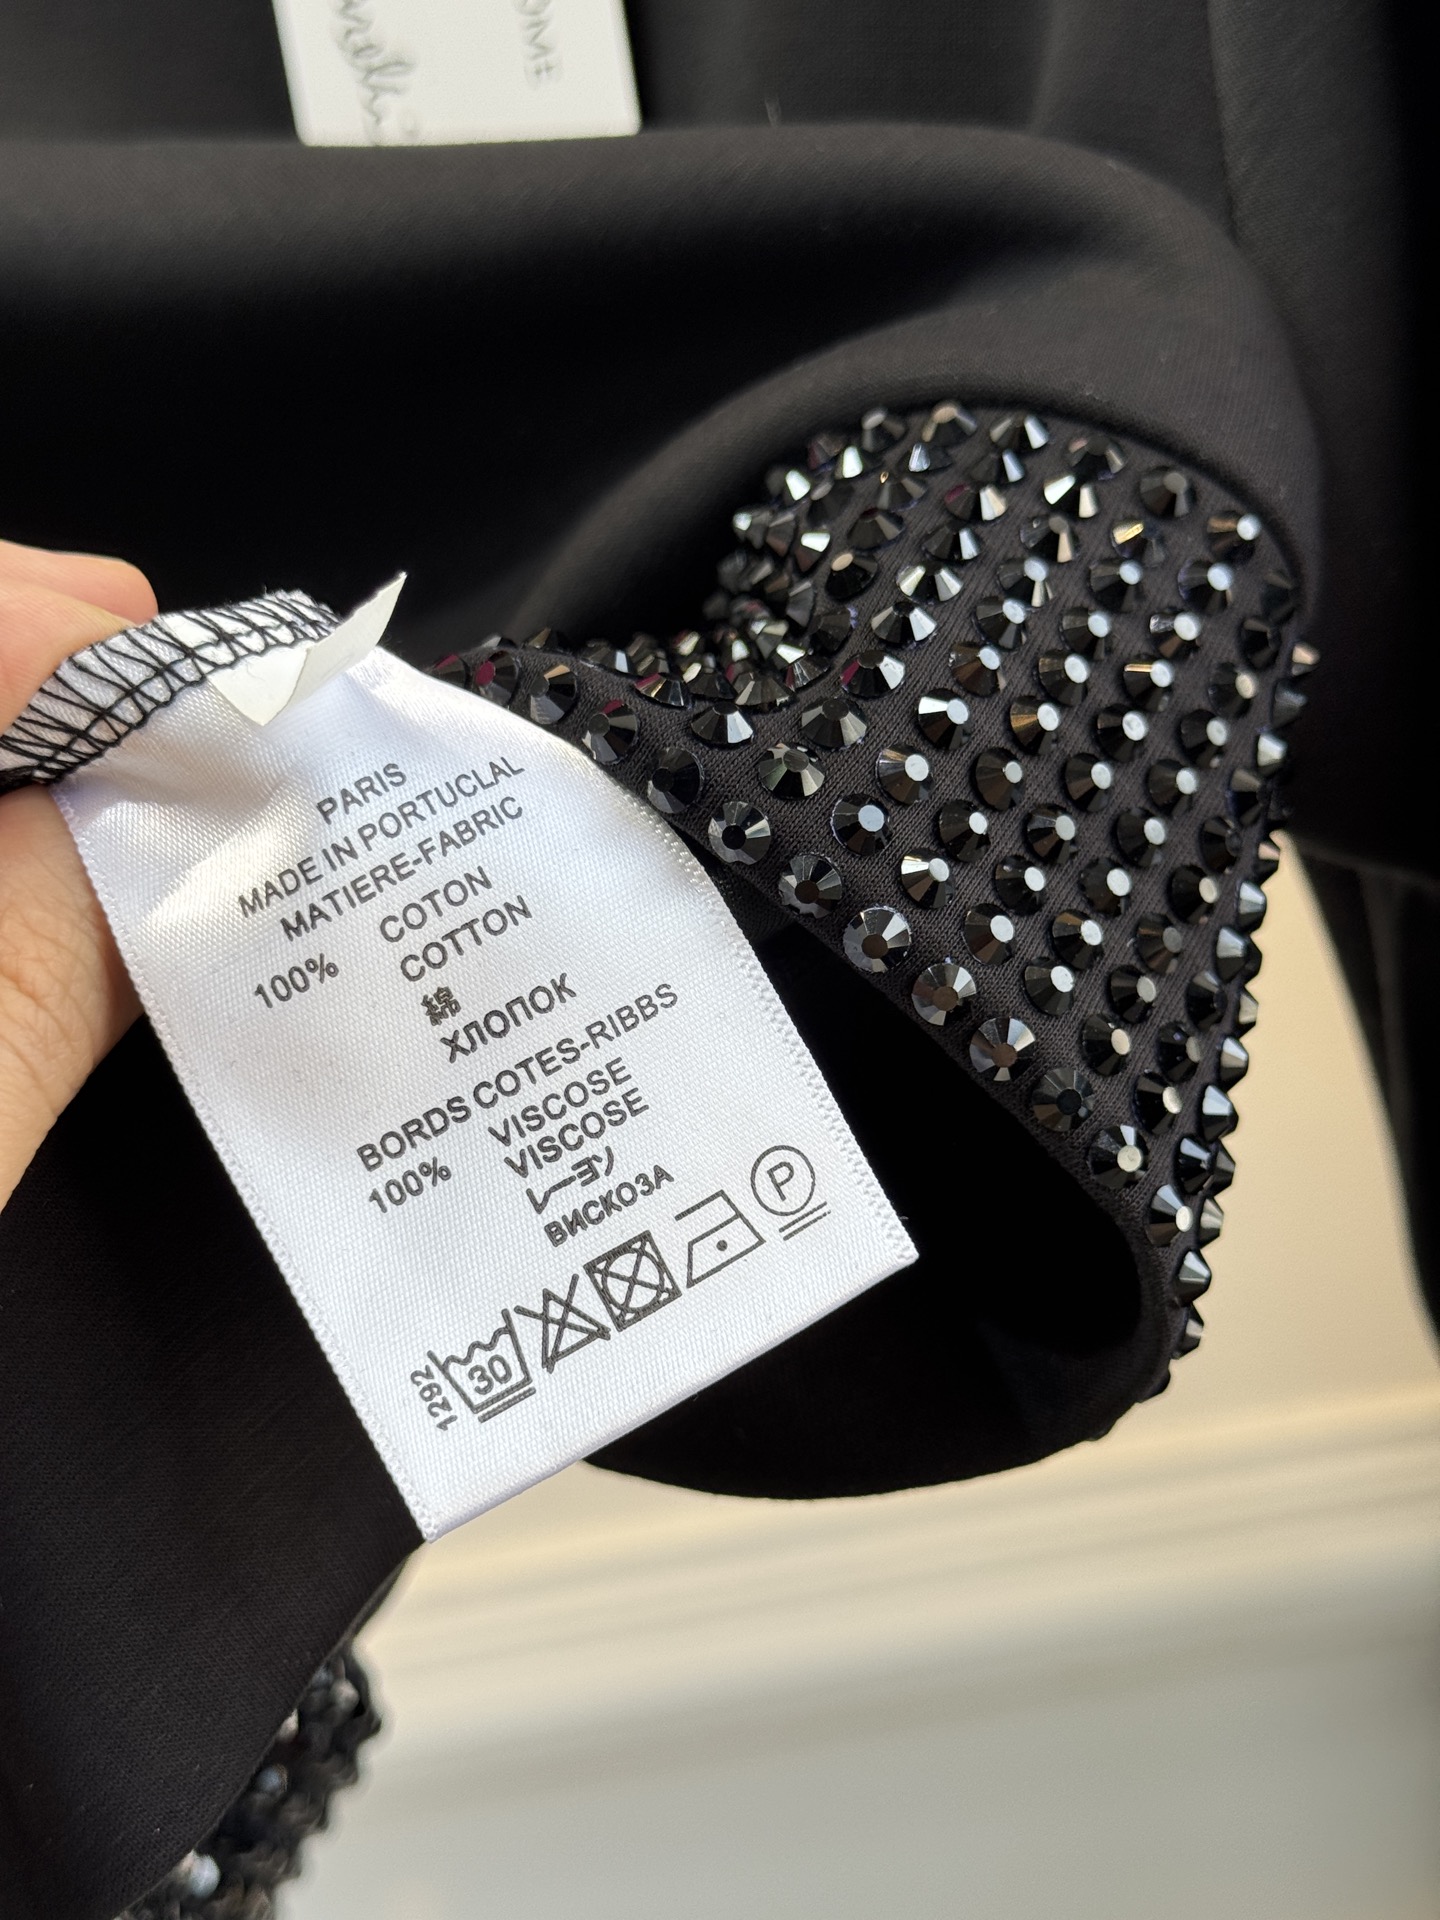 OME
PARIS
MADE IN PORTUCLAL
MATIERE-FABRIC
100% COTON
COTTON
綿
ХЛОПОК
BORDS COTES-RIBBS
100% VISCOSE
VISCOSE
レーヨン
ВИСКОЗА
1292
30
P